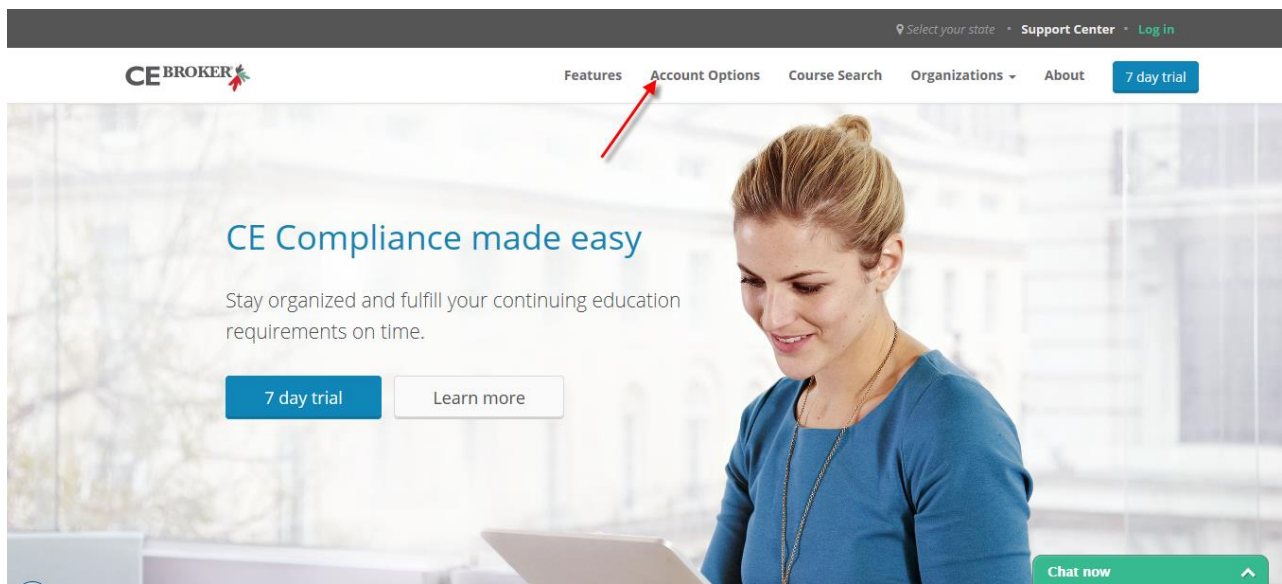 Select your state • Support Center • Log in
CE BROKER
Features Account Options Course Search Organizations About 7 day trial
CE Compliance made easy
Stay organized and fulfill your continuing education
requirements on time.
7 day trial Learn more
Chat now